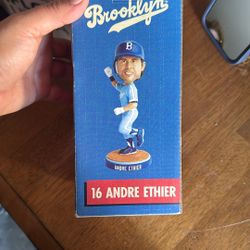 Brooklyn
B
ANDRE ETHIER
16 ANDRE ETHIER